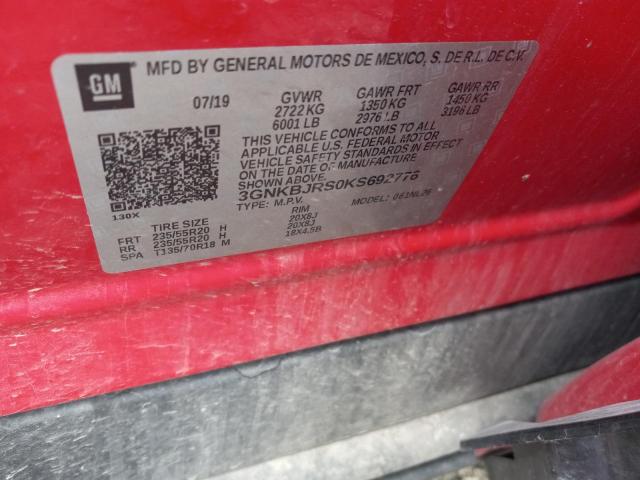 GM
MFD BY GENERAL MOTORS DE MEXICO, S. DE R.L. DE C.V.
07/19 GVWR GAWR FRT GAWR RR
2722 KG 1350 KG 1450 KG
6001 LB 2976 LB 3196 LB
THIS VEHICLE CONFORMS TO ALL
APPLICABLE U.S. FEDERAL MOTOR
VEHICLE SAFETY STANDARDS IN EFFECT
ON THE DATE OF MANUFACTURE
SHOWN ABOVE.
3GNKBJRS0KS692776
TYPE: M.P.V. MODEL: 061NL26
130X
TIRE SIZE RIM
FRT 235/55R20 H 20X8J
RR 235/55R20 H 20X8J
SPA T135/70R18 M 18X4.5B